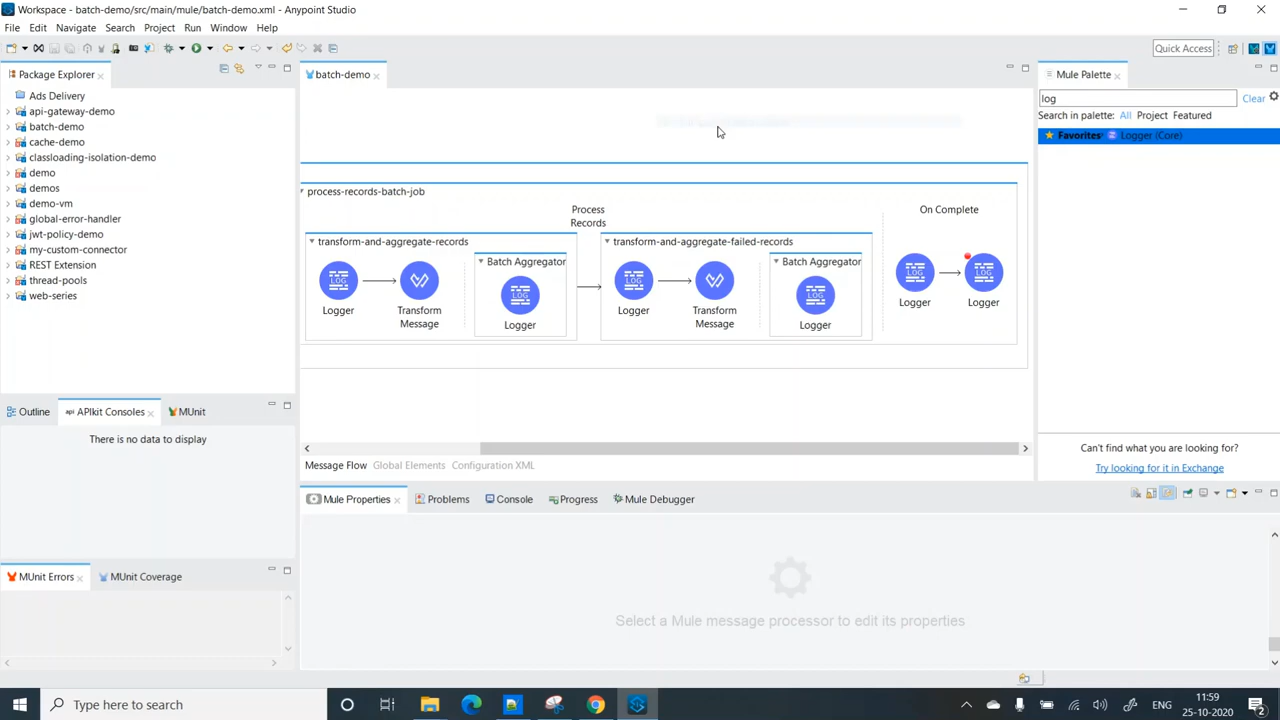 Workspace - batch-demo/src/main/mule/batch-demo.xml - Anypoint Studio
File Edit Navigate Search Project Run Window Help
Quick Access
Package Explorer
Ads Delivery
api-gateway-demo
batch-demo
cache-demo
classloading-isolation-demo
demo
demos
demo-vm
global-error-handler
jwt-policy-demo
my-custom-connector
REST Extension
thread-pools
web-series
batch-demo
process-records-batch-job
Process
Records
On Complete
transform-and-aggregate-records
Batch Aggregator
LOG
Logger
Transform
Message
LOG
Logger
transform-and-aggregate-failed-records
Batch Aggregator
LOG
Logger
Transform
Message
LOG
Logger
LOG
Logger
LOG
Logger
Message Flow Global Elements Configuration XML
Mule Palette
log
Clear
Search in palette: All Project Featured
Favorites Logger (Core)
Can't find what you are looking for?
Try looking for it in Exchange
Outline api APIkit Consoles MUnit
There is no data to display
MUnit Errors MUnit Coverage
Mule Properties Problems Console Progress Mule Debugger
Select a Mule message processor to edit its properties
Type here to search
ENG
11:59
25-10-2020
2